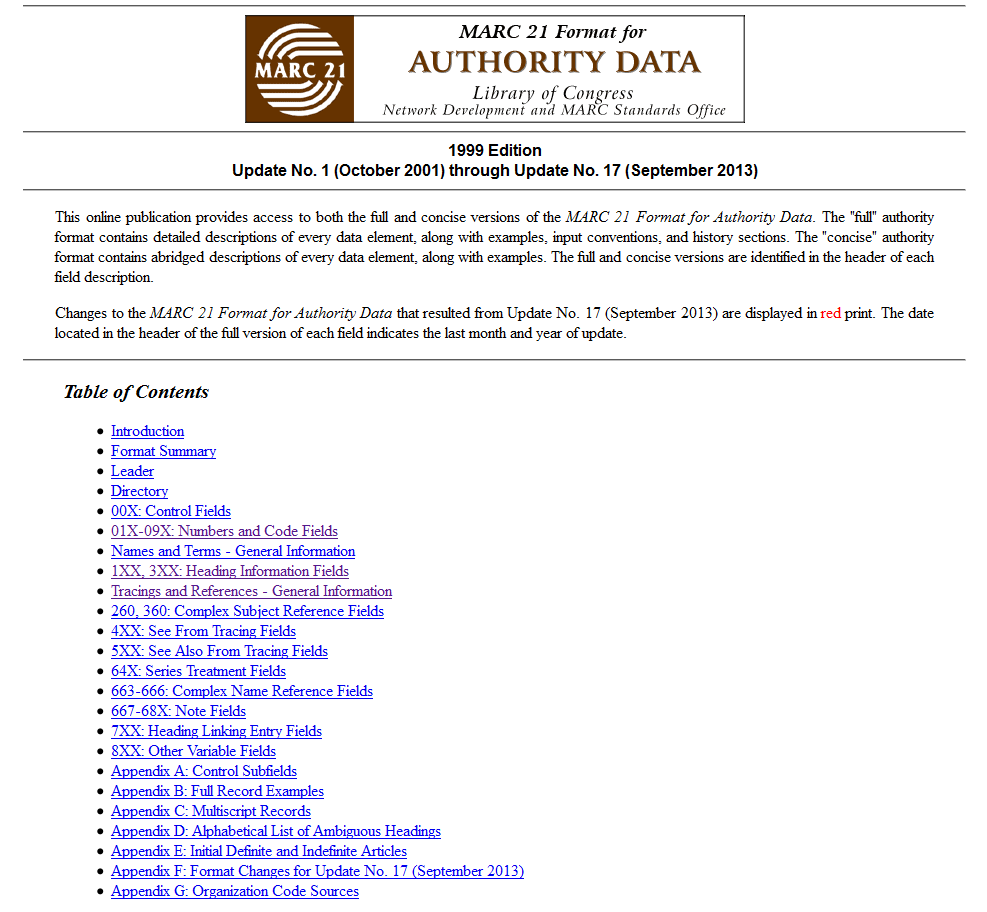 MARC 21
MARC 21 Format for
AUTHORITY DATA
Library of Congress
Network Development and MARC Standards Office
1999 Edition
Update No. 1 (October 2001) through Update No. 17 (September 2013)
This online publication provides access to both the full and concise versions of the MARC 21 Format for Authority Data. The "full" authority
format contains detailed descriptions of every data element, along with examples, input conventions, and history sections. The "concise" authority
format contains abridged descriptions of every data element, along with examples. The full and concise versions are identified in the header of each
field description.
Changes to the MARC 21 Format for Authority Data that resulted from Update No. 17 (September 2013) are displayed in red print. The date
located in the header of the full version of each field indicates the last month and year of update.
Table of Contents
• Introduction
• Format Summary
• Leader
• Directory
• 00X: Control Fields
• 01X-09X: Numbers and Code Fields
• Names and Terms - General Information
• 1XX, 3XX: Heading Information Fields
• Tracings and References - General Information
• 260, 360: Complex Subject Reference Fields
• 4XX: See From Tracing Fields
• 5XX: See Also From Tracing Fields
• 64X: Series Treatment Fields
• 663-666: Complex Name Reference Fields
• 667-68X: Note Fields
• 7XX: Heading Linking Entry Fields
• 8XX: Other Variable Fields
• Appendix A: Control Subfields
• Appendix B: Full Record Examples
• Appendix C: Multiscript Records
• Appendix D: Alphabetical List of Ambiguous Headings
• Appendix E: Initial Definite and Indefinite Articles
• Appendix F: Format Changes for Update No. 17 (September 2013)
• Appendix G: Organization Code Sources